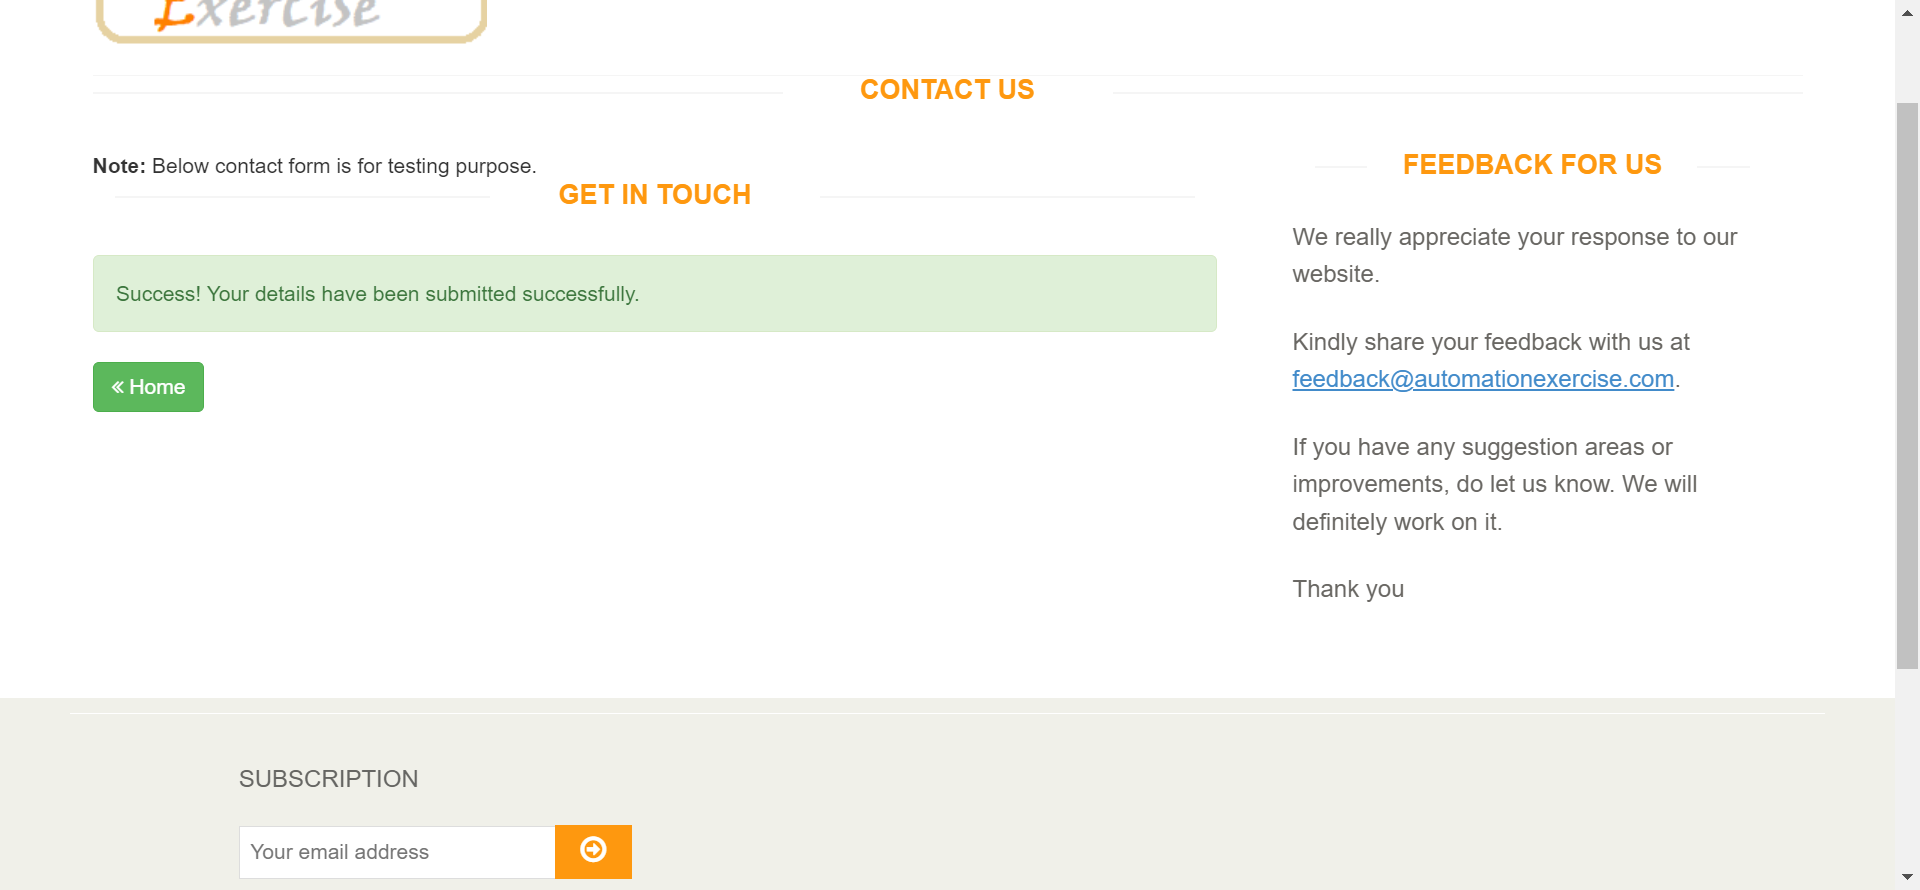 Exercise
CONTACT US
Note: Below contact form is for testing purpose.
GET IN TOUCH
Success! Your details have been submitted successfully.
« Home
FEEDBACK FOR US
We really appreciate your response to our
website.
Kindly share your feedback with us at
feedback@automationexercise.com.
If you have any suggestion areas or
improvements, do let us know. We will
definitely work on it.
Thank you
SUBSCRIPTION
Your email address